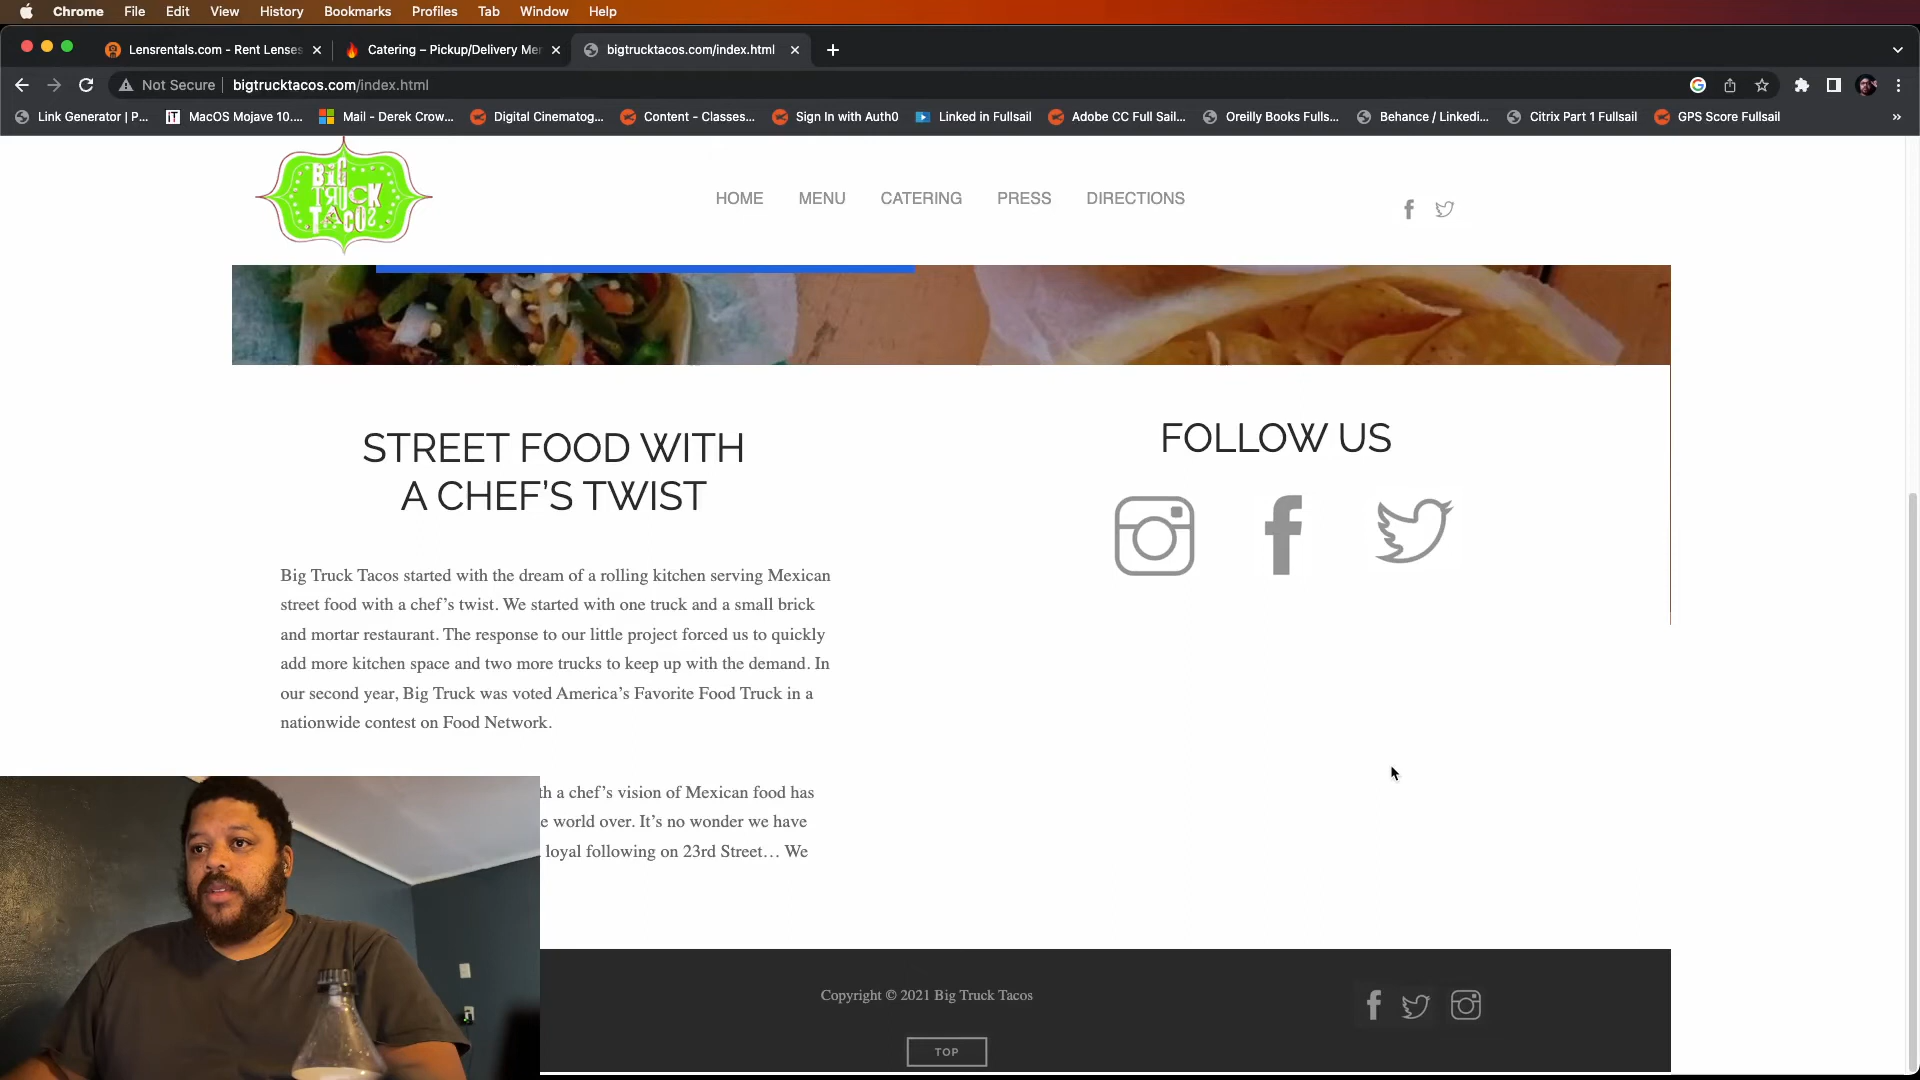 Chrome File Edit View History Bookmarks Profiles Tab Window Help
Lensrentals.com - Rent Lenses Catering – Pickup/Delivery Me bigtrucktacos.com/index.html
Not Secure bigtrucktacos.com/index.html
Link Generator | P... MacOS Mojave 10.... Mail - Derek Crow... Digital Cinematog... Content - Classes... Sign In with Auth0 Linked in Fullsail Adobe CC Full Sail... Oreilly Books Fulls... Behance / Linkedi... Citrix Part 1 Fullsail GPS Score Fullsail
BIG
TRUCK
TACOS
HOME MENU CATERING PRESS DIRECTIONS
STREET FOOD WITH
A CHEF’S TWIST
FOLLOW US
Big Truck Tacos started with the dream of a rolling kitchen serving Mexican
street food with a chef’s twist. We started with one truck and a small brick
and mortar restaurant. The response to our little project forced us to quickly
add more kitchen space and two more trucks to keep up with the demand. In
our second year, Big Truck was voted America’s Favorite Food Truck in a
nationwide contest on Food Network.
th a chef’s vision of Mexican food has
e world over. It’s no wonder we have
loyal following on 23rd Street… We
Copyright © 2021 Big Truck Tacos
TOP